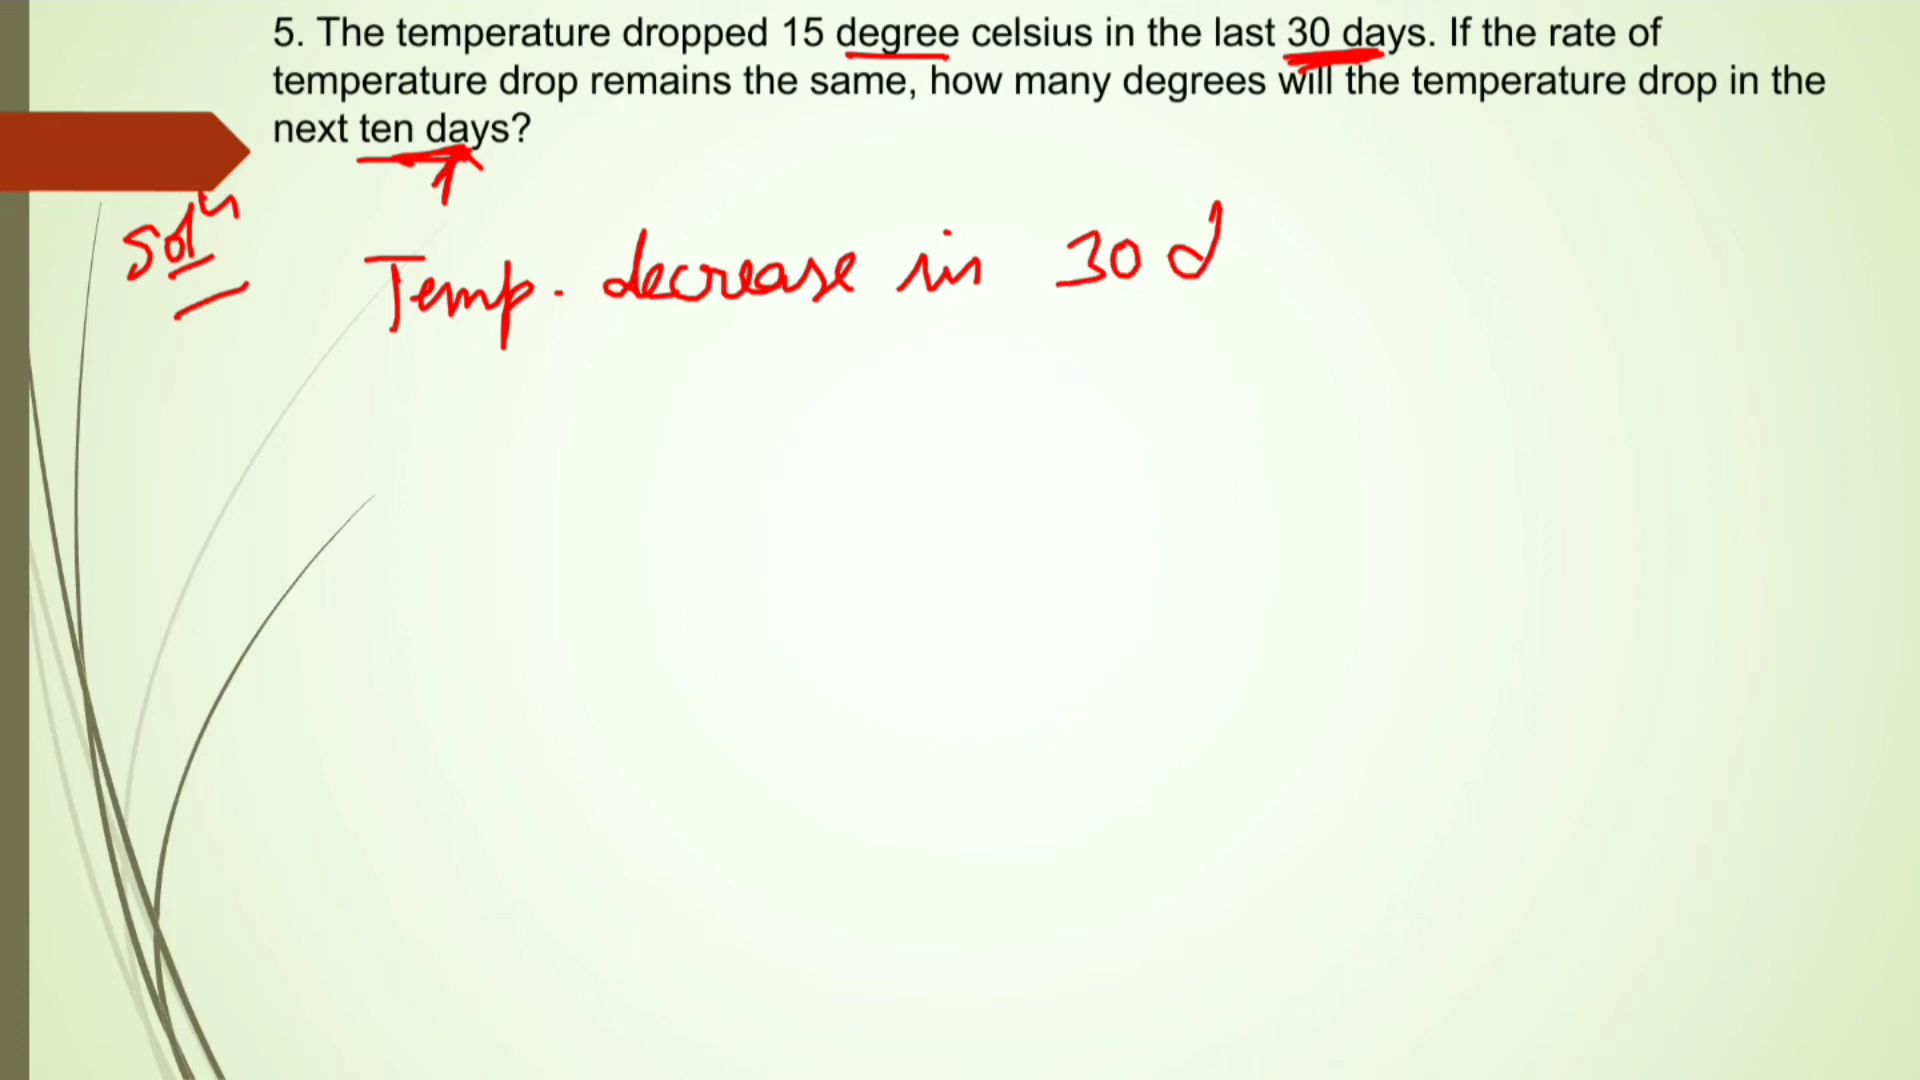 5. The temperature dropped 15 degree celsius in the last 30 days. If the rate of
temperature drop remains the same, how many degrees will the temperature drop in the
next ten days?
Solⁿ
Temp. decrease in 30 d